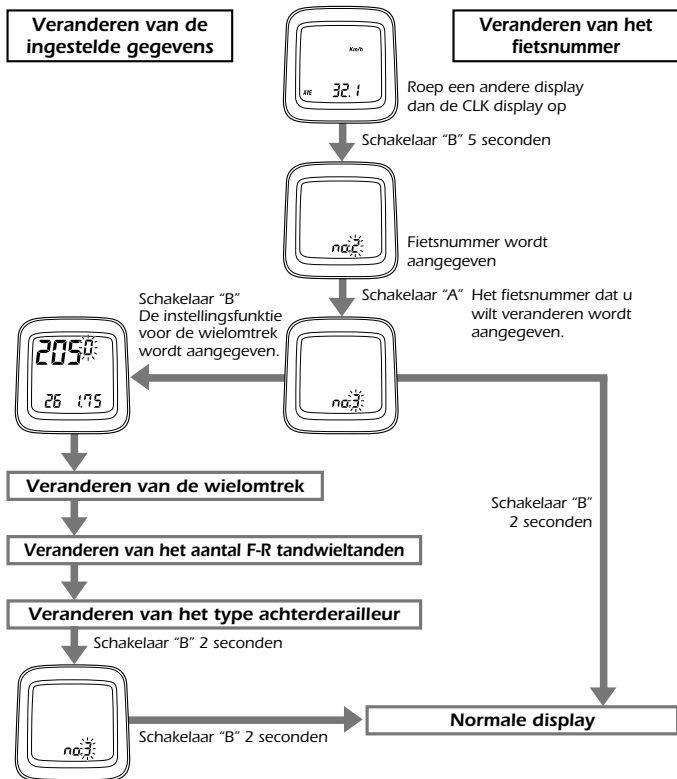 Veranderen van de
ingestelde gegevens
Veranderen van het
fietsnummer
Km/h
AVE 32.1
Roep een andere display
dan de CLK display op
Schakelaar “B” 5 seconden
no:2
Fietsnummer wordt
aangegeven
Schakelaar “A” Het fietsnummer dat u
wilt veranderen wordt
aangegeven.
Schakelaar “B”
De instellingsfunktie
voor de wielomtrek
wordt aangegeven.
2050
26 1.75
no:3
Veranderen van de wielomtrek
Schakelaar “B”
2 seconden
Veranderen van het aantal F-R tandwieltanden
Veranderen van het type achterderailleur
Schakelaar “B” 2 seconden
no:3
Schakelaar “B” 2 seconden
Normale display